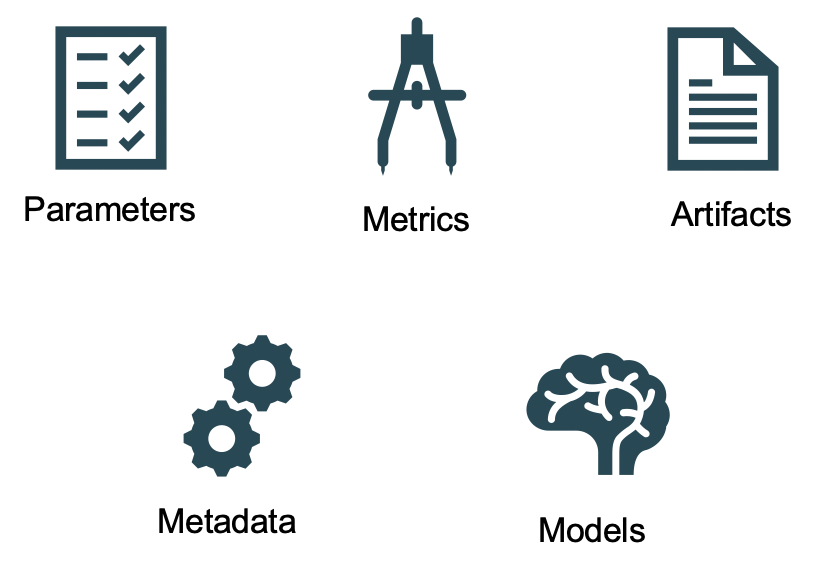 Parameters
Metrics
Artifacts
Metadata
Models